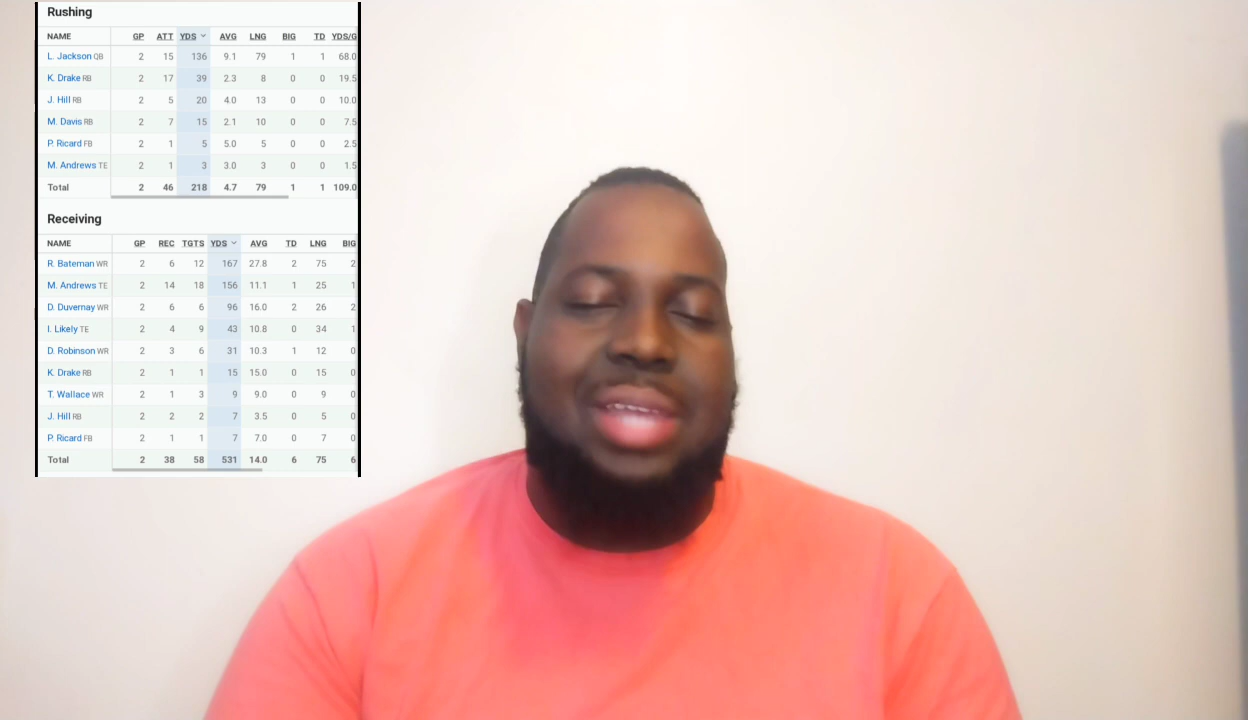 Rushing
NAME GP ATT YDS AVG LNG BIG TD YDS/G
L. Jackson QB 2 15 136 9.1 79 1 1 68.0
K. Drake RB 2 17 39 2.3 8 0 0 19.5
J. Hill RB 2 5 20 4.0 13 0 0 10.0
M. Davis RB 2 7 15 2.1 10 0 0 7.5
P. Ricard FB 2 1 5 5.0 5 0 0 2.5
M. Andrews TE 2 1 3 3.0 3 0 0 1.5
Total 2 46 218 4.7 79 1 1 109.0
Receiving
NAME GP REC TGTS YDS AVG TD LNG BIG
R. Bateman WR 2 6 12 167 27.8 2 75 2
M. Andrews TE 2 14 18 156 11.1 1 25 1
D. Duvernay WR 2 6 6 96 16.0 2 26 2
I. Likely TE 2 4 9 43 10.8 0 34 1
D. Robinson WR 2 3 6 31 10.3 1 12 0
K. Drake RB 2 1 1 15 15.0 0 15 0
T. Wallace WR 2 1 3 9 9.0 0 9 0
J. Hill RB 2 2 2 7 3.5 0 5 0
P. Ricard FB 2 1 1 7 7.0 0 7 0
Total 2 38 58 531 14.0 6 75 6